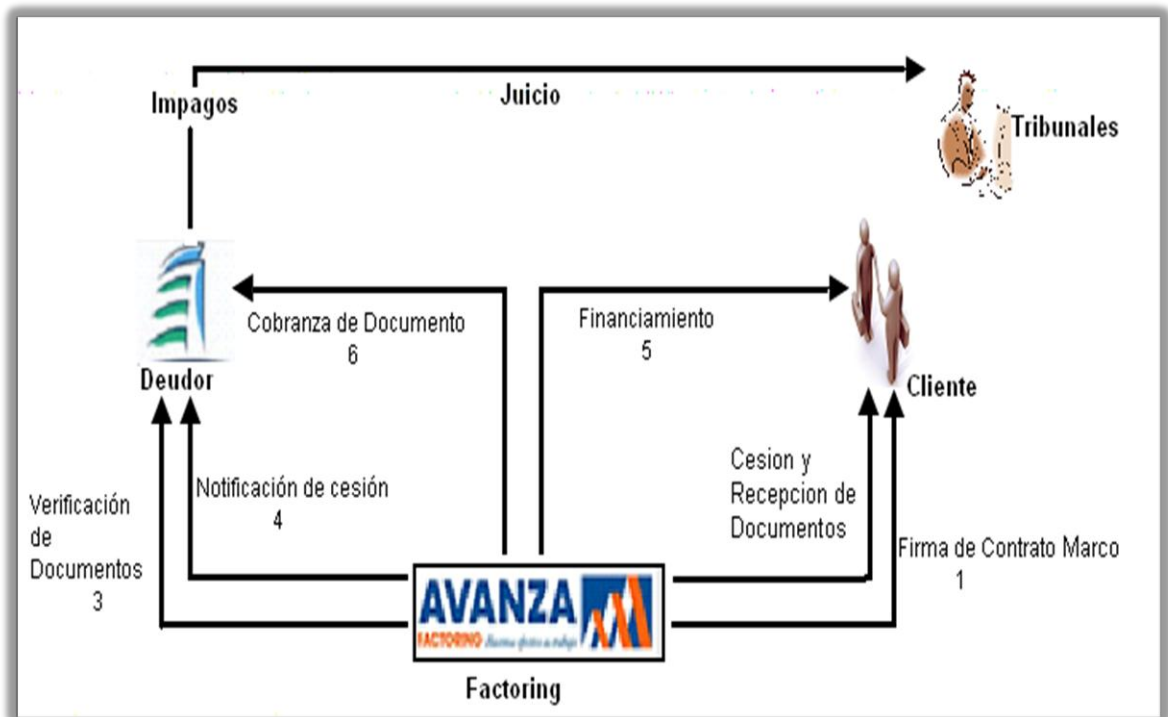 Impagos
Juicio
Tribunales
Cobranza de Documento
6
Financiamiento
5
Deudor
Cliente
Verificación
de
Documentos
3
Notificación de cesión
4
Cesion y
Recepcion de
Documentos
Firma de Contrato Marco
1
AVANZA
FACTORING
Factoring